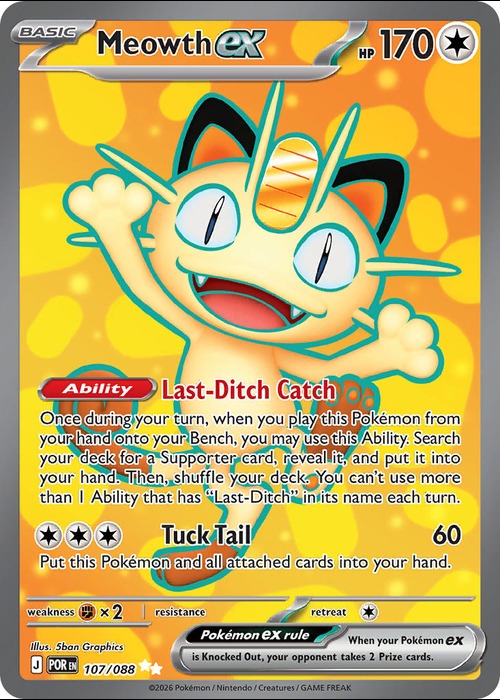 BASIC
Meowth ex
HP 170
Ability Last-Ditch Catch
Once during your turn, when you play this Pokémon from
your hand onto your Bench, you may use this Ability. Search
your deck for a Supporter card, reveal it, and put it into
your hand. Then, shuffle your deck. You can't use more
than 1 Ability that has “Last-Ditch” in its name each turn.
Tuck Tail 60
Put this Pokémon and all attached cards into your hand.
weakness ×2 resistance retreat
Illus. 5ban Graphics
Pokémon ex rule
When your Pokémon ex
is Knocked Out, your opponent takes 2 Prize cards.
J POR EN 107/088
©2026 Pokémon / Nintendo / Creatures / GAME FREAK